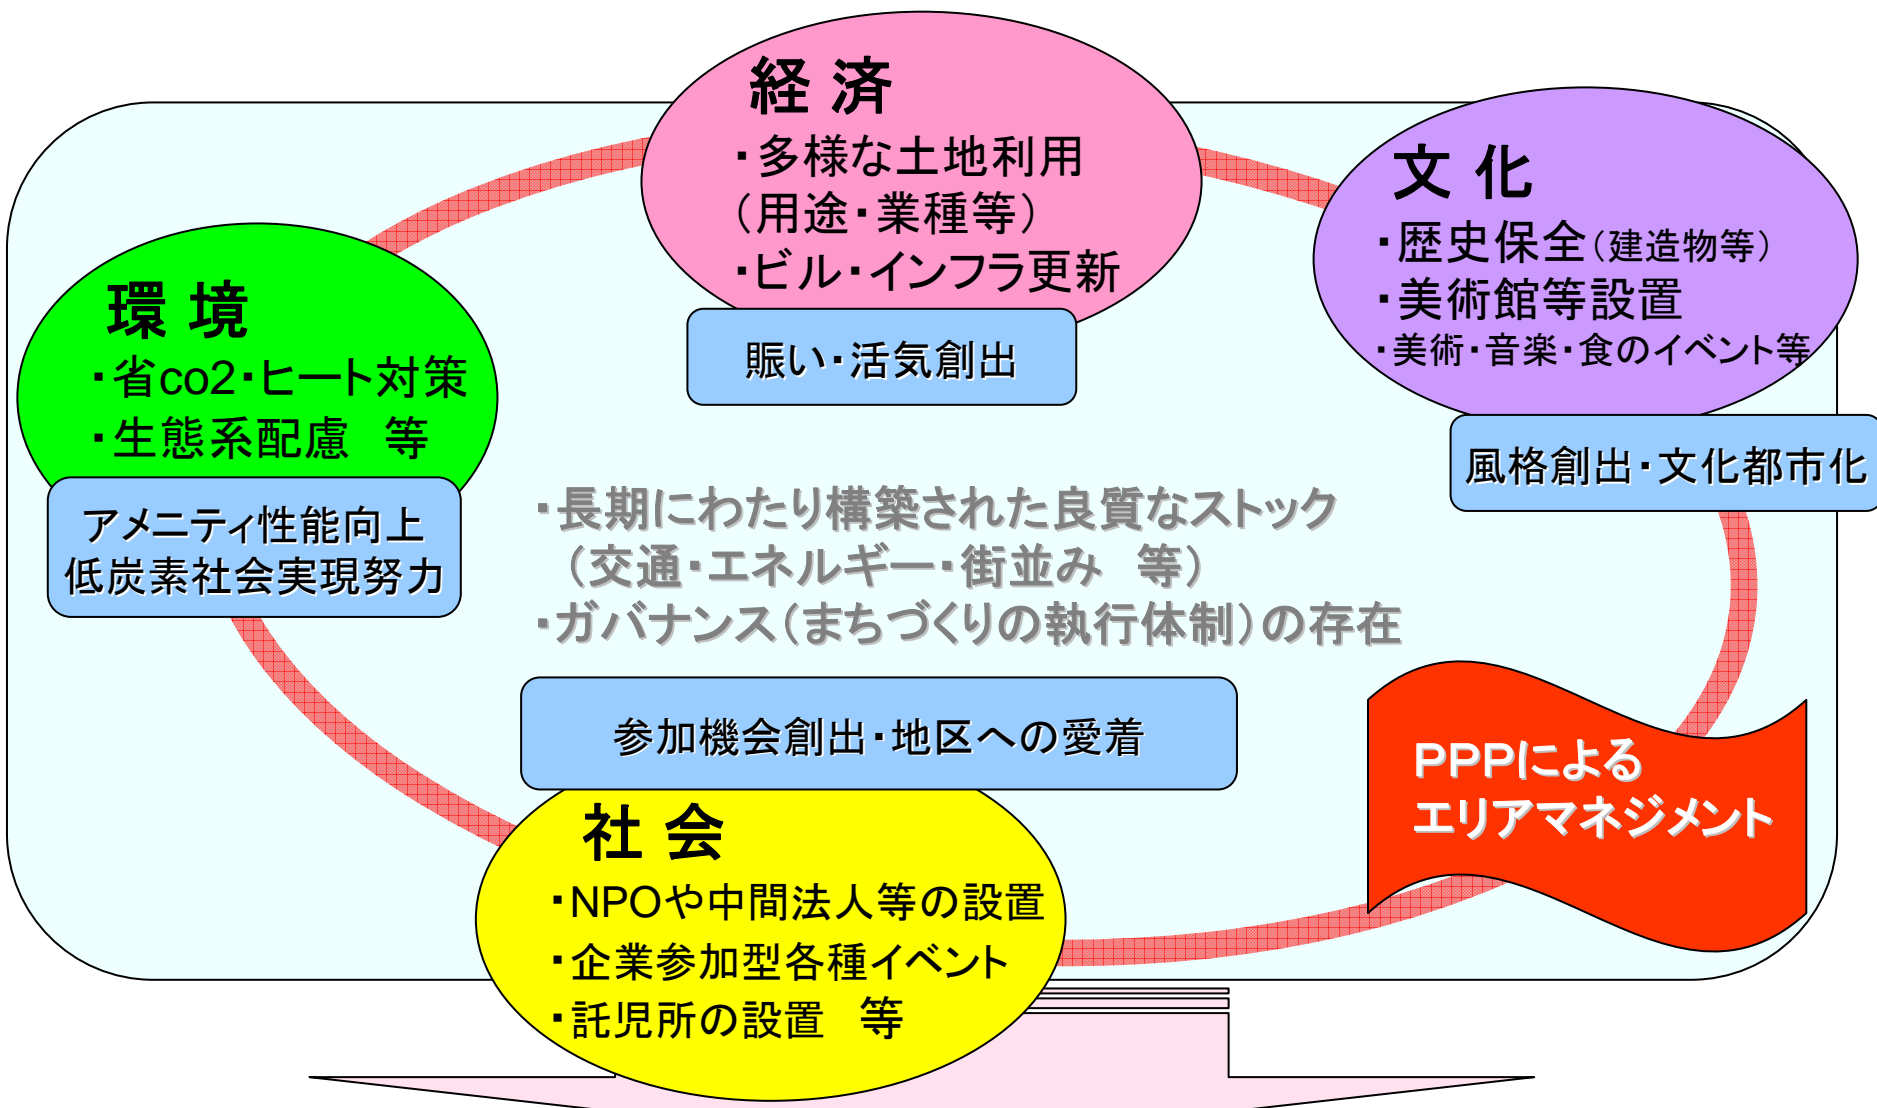 経 済
・多様な土地利用
（用途・業種等）
・ビル・インフラ更新
賑い・活気創出
文 化
・歴史保全（建造物等）
・美術館等設置
・美術・音楽・食のイベント等
風格創出・文化都市化
環 境
・省co2・ヒート対策
・生態系配慮　等
アメニティ性能向上
低炭素社会実現努力
・長期にわたり構築された良質なストック
（交通・エネルギー・街並み　等）
・ガバナンス（まちづくりの執行体制）の存在
参加機会創出・地区への愛着
社 会
・NPOや中間法人等の設置
・企業参加型各種イベント
・託児所の設置　等
PPPによる
エリアマネジメント